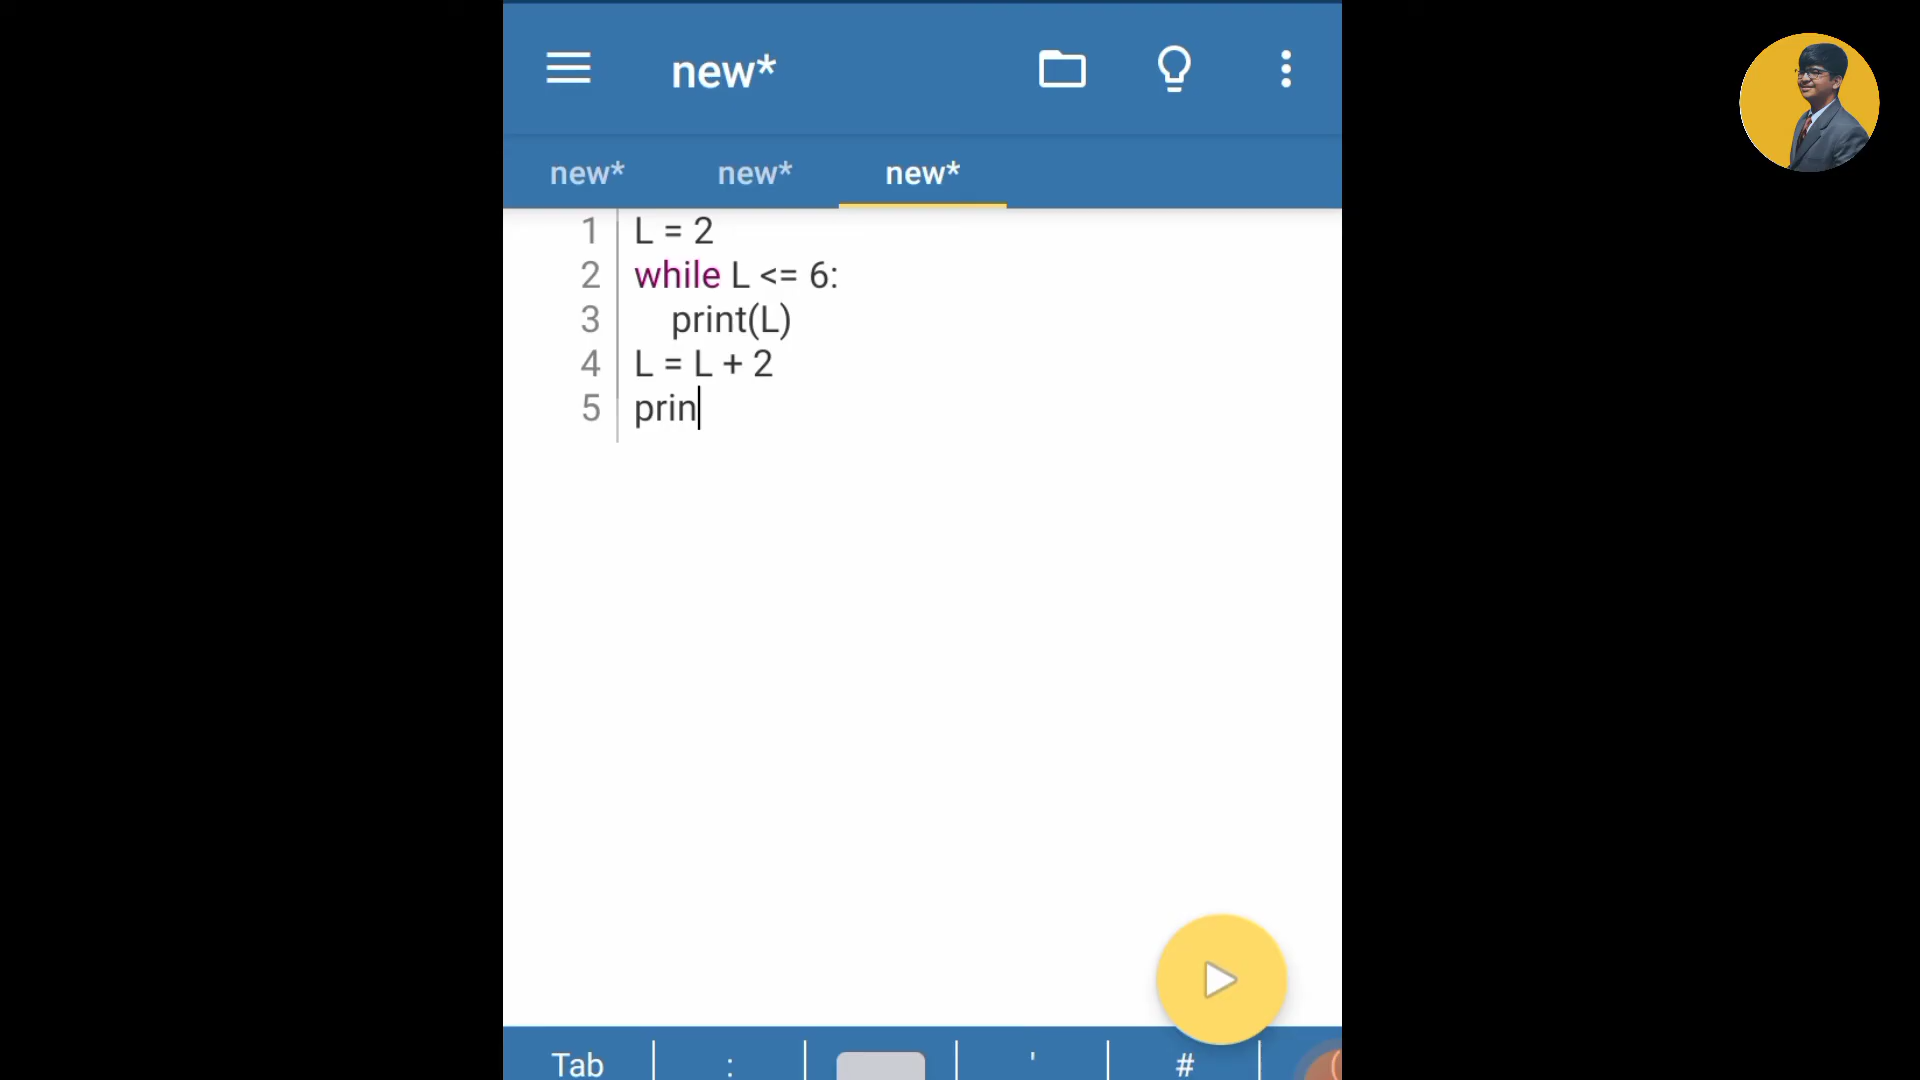 new*
new* new* new*
1 L = 2
2 while L <= 6:
3     print(L)
4 L = L + 2
5 prin
Tab : ' #